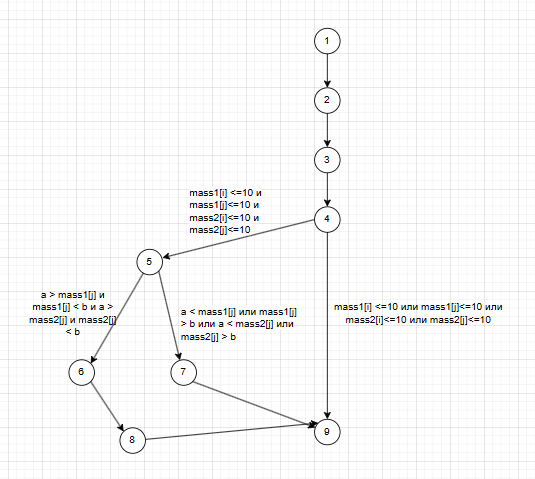 1
2
3
mass1[i] <=10 и
mass1[j]<=10 и
mass2[i]<=10 и
mass2[j]<=10
4
5
a > mass1[j] и
mass1[j] < b и a >
mass2[j] и mass2[j]
< b
a < mass1[j] или mass1[j]
> b или a < mass2[j] или
mass2[j] > b
mass1[i] <=10 или mass1[j]<=10 или
mass2[i]<=10 или mass2[j]<=10
6
7
8
9